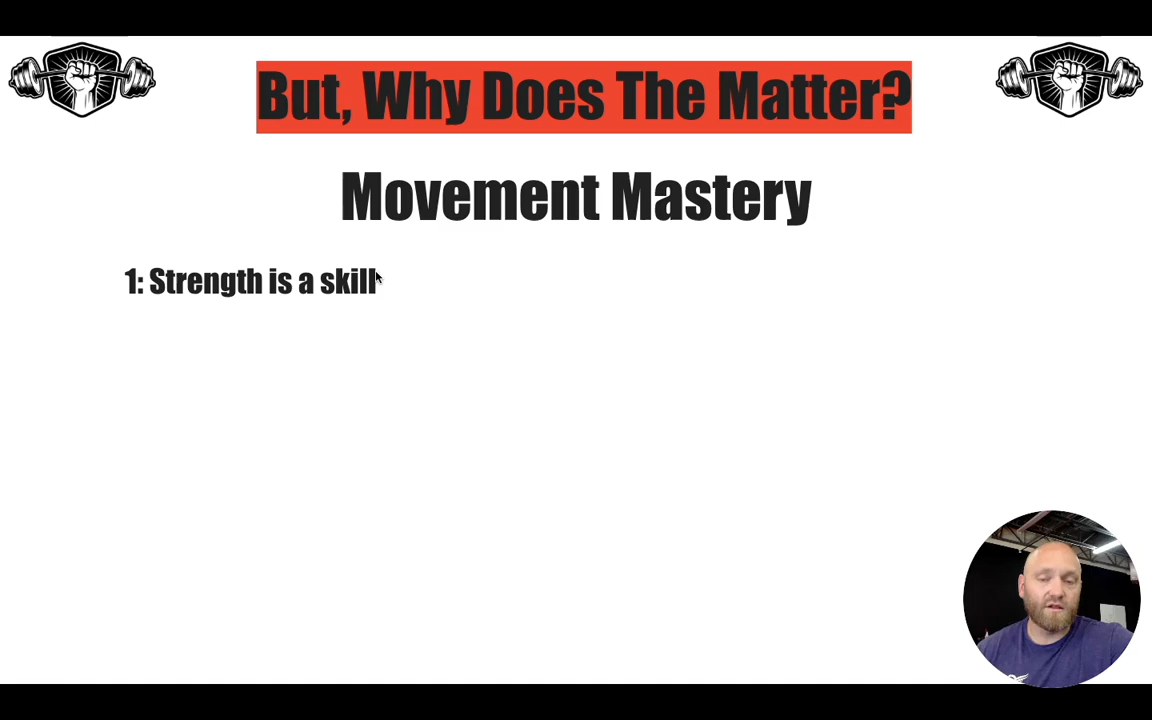 But, Why Does The Matter?
Movement Mastery
1: Strength is a skill